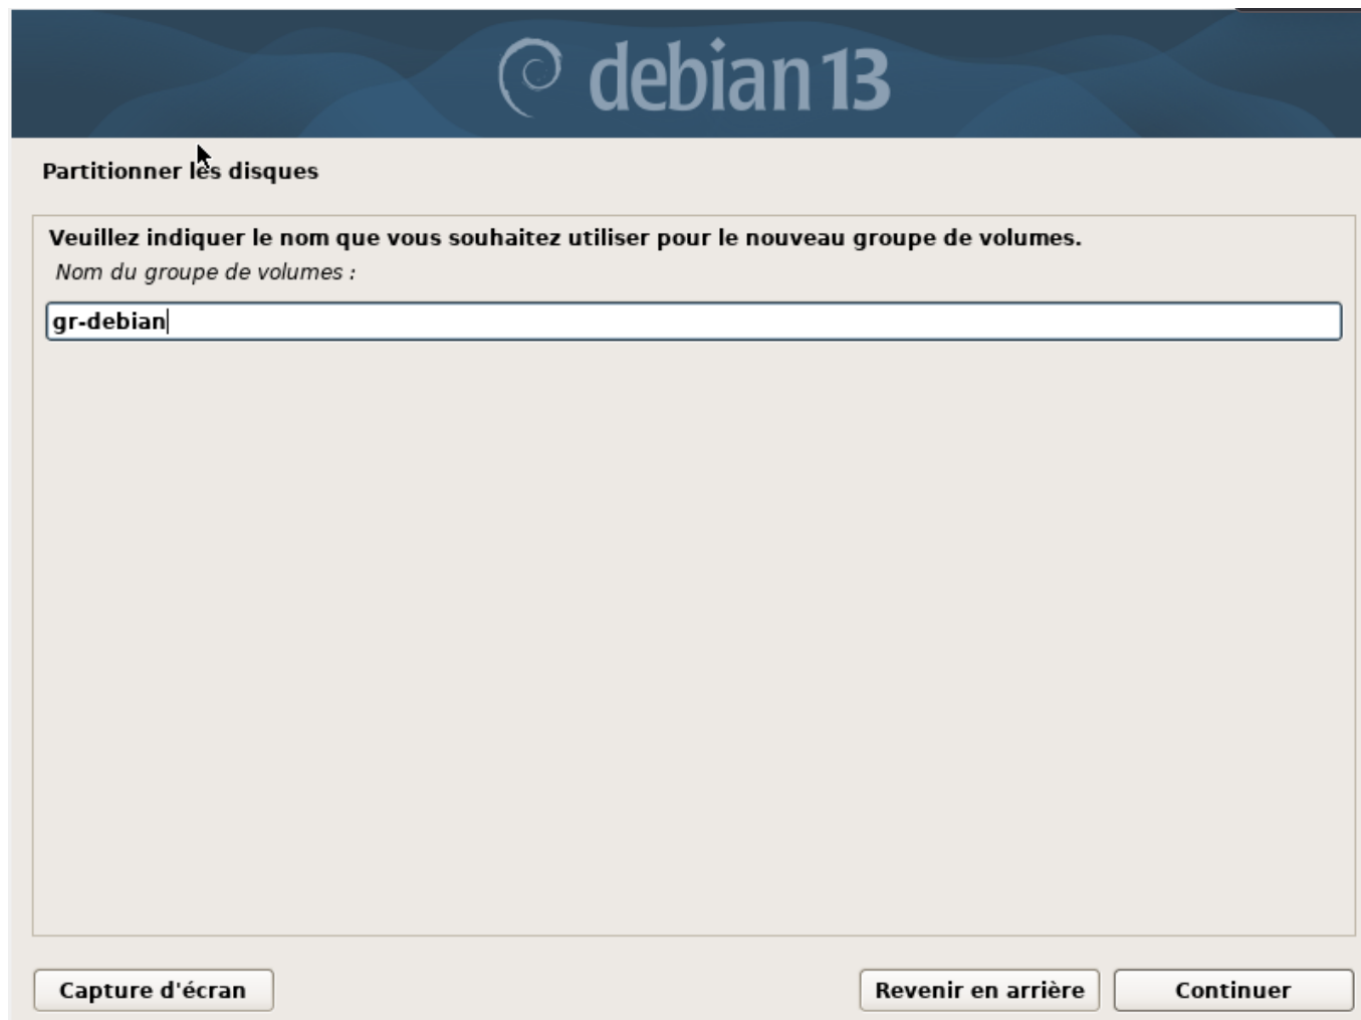 debian 13
Partitionner les disques
Veuillez indiquer le nom que vous souhaitez utiliser pour le nouveau groupe de volumes.
Nom du groupe de volumes :
gr-debian
Capture d'écran
Revenir en arrière
Continuer